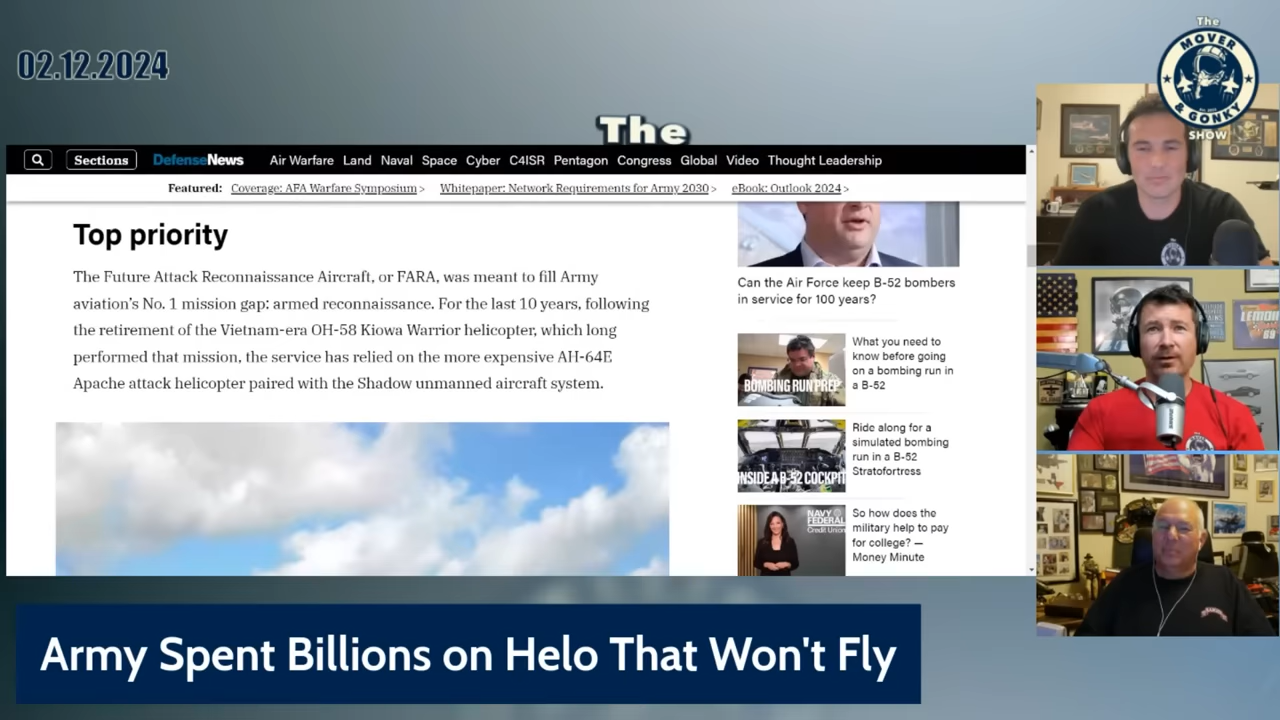 02.12.2024
The
MOVER
& GONKY
SHOW
The
Sections
DefenseNews
Air Warfare Land Naval Space Cyber C4ISR Pentagon Congress Global Video Thought Leadership
Featured: Coverage: AFA Warfare Symposium > Whitepaper: Network Requirements for Army 2030 > eBook: Outlook 2024 >
Top priority
The Future Attack Reconnaissance Aircraft, or FARA, was meant to fill Army
aviation's No. 1 mission gap: armed reconnaissance. For the last 10 years, following
the retirement of the Vietnam-era OH-58 Kiowa Warrior helicopter, which long
performed that mission, the service has relied on the more expensive AH-64E
Apache attack helicopter paired with the Shadow unmanned aircraft system.
Can the Air Force keep B-52 bombers
in service for 100 years?
BOMBING RUN PREP
What you need to
know before going
on a bombing run in
a B-52
INSIDE A B-52 COCKPIT
Ride along for a
simulated bombing
run in a B-52
Stratofortress
NAVY
FEDERAL
Credit Union
So how does the
military help to pay
for college? —
Money Minute
Army Spent Billions on Helo That Won't Fly